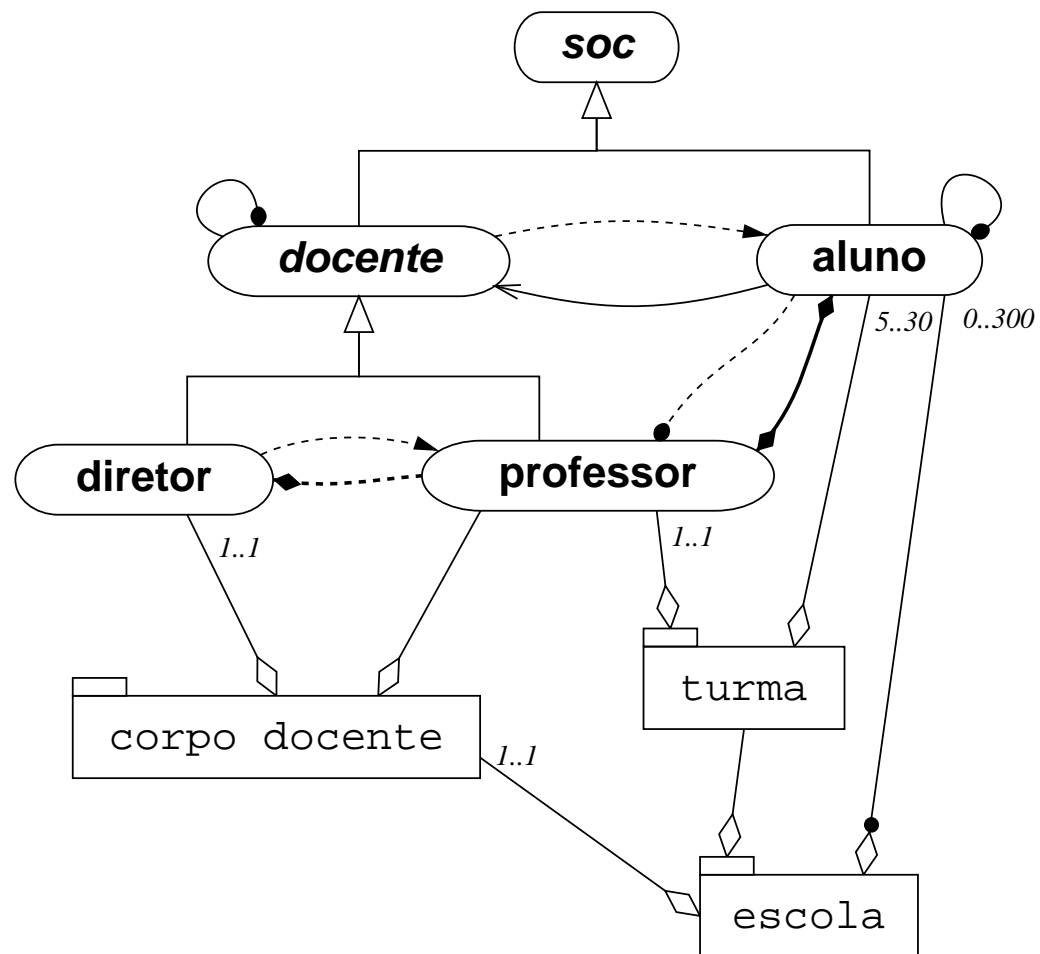 soc
docente
aluno
5..30
0..300
diretor
professor
1..1
1..1
turma
corpo docente
1..1
escola